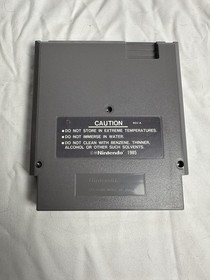 CAUTION
• DO NOT STORE IN EXTREME TEMPERATURES.
• DO NOT IMMERSE IN WATER.
• DO NOT CLEAN WITH BENZENE, THINNER,
ALCOHOL OR OTHER SUCH SOLVENTS.
©®Nintendo 1985